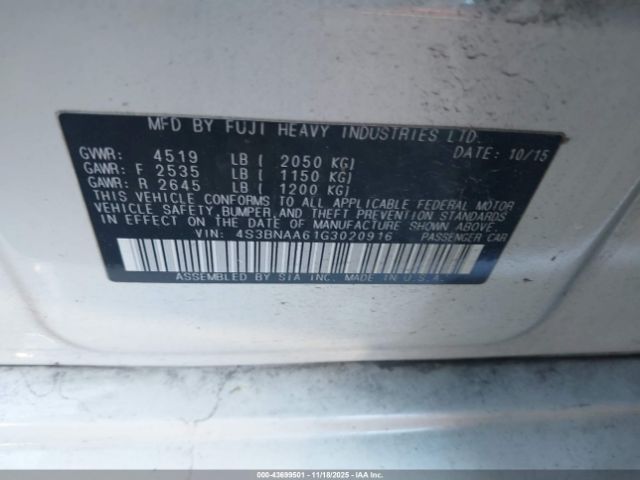 MFD BY FUJI HEAVY INDUSTRIES LTD.
GVWR: 4519 LB ( 2050 KG) DATE: 10/15
GAWR: F 2535 LB ( 1150 KG)
GAWR: R 2645 LB ( 1200 KG)
THIS VEHICLE CONFORMS TO ALL APPLICABLE FEDERAL MOTOR
VEHICLE SAFETY, BUMPER, AND THEFT PREVENTION STANDARDS
IN EFFECT ON THE DATE OF MANUFACTURE SHOWN ABOVE.
VIN: 4S3BNAA61G3020916 PASSENGER CAR
ASSEMBLED BY SIA INC. MADE IN U.S.A.
000-43699501 - 11/18/2025 - IAAI, Inc.